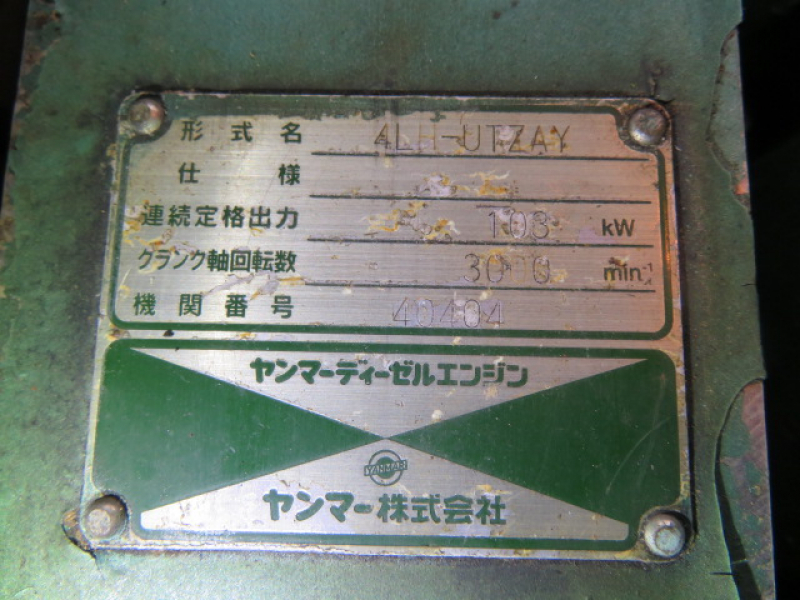 形式名 4LH-UTZAY
仕様
連続定格出力 103 kW
クランク軸回転数 3000 min⁻¹
機関番号 40404
ヤンマーディーゼルエンジン
YANMAR
ヤンマー株式会社